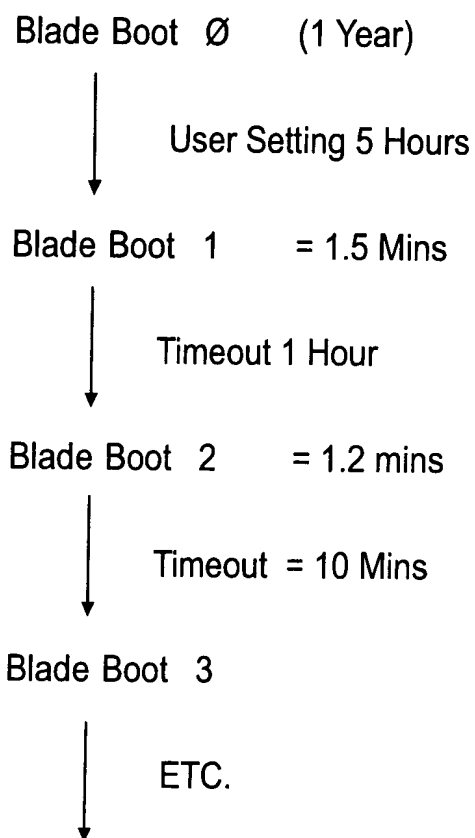 Blade Boot Ø (1 Year)
User Setting 5 Hours
Blade Boot 1 = 1.5 Mins
Timeout 1 Hour
Blade Boot 2 = 1.2 mins
Timeout = 10 Mins
Blade Boot 3
ETC.